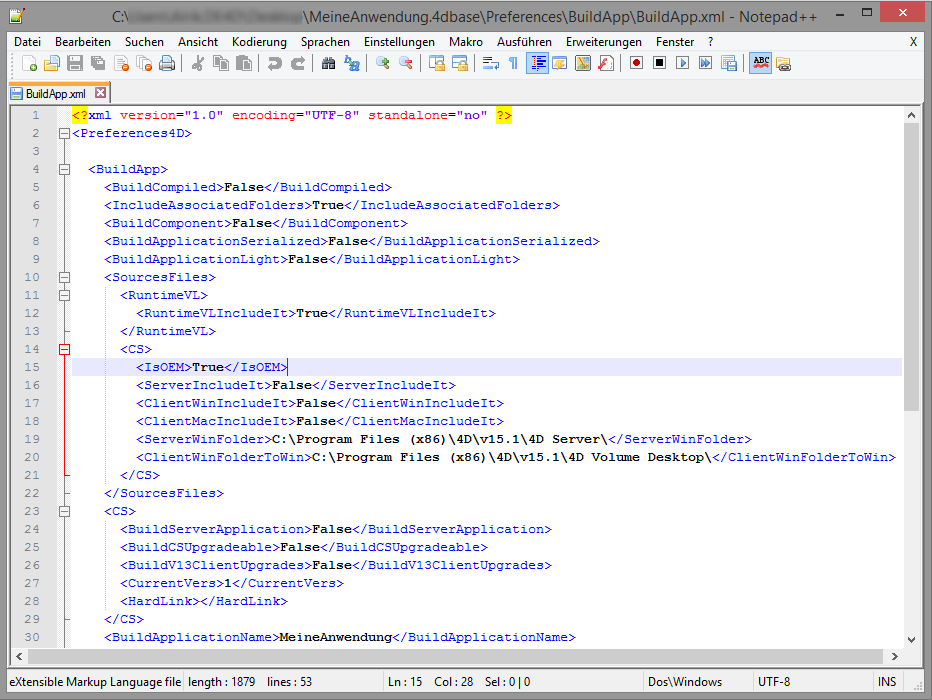 C:\ \MeineAnwendung.4dbase\Preferences\BuildApp\BuildApp.xml - Notepad++
Datei Bearbeiten Suchen Ansicht Kodierung Sprachen Einstellungen Makro Ausführen Erweiterungen Fenster ? X
ABC
BuildApp.xml
1 <?xml version="1.0" encoding="UTF-8" standalone="no" ?>
2 <Preferences4D>
3
4 <BuildApp>
5 <BuildCompiled>False</BuildCompiled>
6 <IncludeAssociatedFolders>True</IncludeAssociatedFolders>
7 <BuildComponent>False</BuildComponent>
8 <BuildApplicationSerialized>False</BuildApplicationSerialized>
9 <BuildApplicationLight>False</BuildApplicationLight>
10 <SourcesFiles>
11 <RuntimeVL>
12 <RuntimeVLIncludeIt>True</RuntimeVLIncludeIt>
13 </RuntimeVL>
14 <CS>
15 <IsOEM>True</IsOEM>
16 <ServerIncludeIt>False</ServerIncludeIt>
17 <ClientWinIncludeIt>False</ClientWinIncludeIt>
18 <ClientMacIncludeIt>False</ClientMacIncludeIt>
19 <ServerWinFolder>C:\Program Files (x86)\4D\v15.1\4D Server\</ServerWinFolder>
20 <ClientWinFolderToWin>C:\Program Files (x86)\4D\v15.1\4D Volume Desktop\</ClientWinFolderToWin>
21 </CS>
22 </SourcesFiles>
23 <CS>
24 <BuildServerApplication>False</BuildServerApplication>
25 <BuildCSUpgradeable>False</BuildCSUpgradeable>
26 <BuildV13ClientUpgrades>False</BuildV13ClientUpgrades>
27 <CurrentVers>1</CurrentVers>
28 <HardLink></HardLink>
29 </CS>
30 <BuildApplicationName>MeineAnwendung</BuildApplicationName>
eXtensible Markup Language file length : 1879 lines : 53 Ln : 15 Col : 28 Sel : 0 | 0 Dos\Windows UTF-8 INS